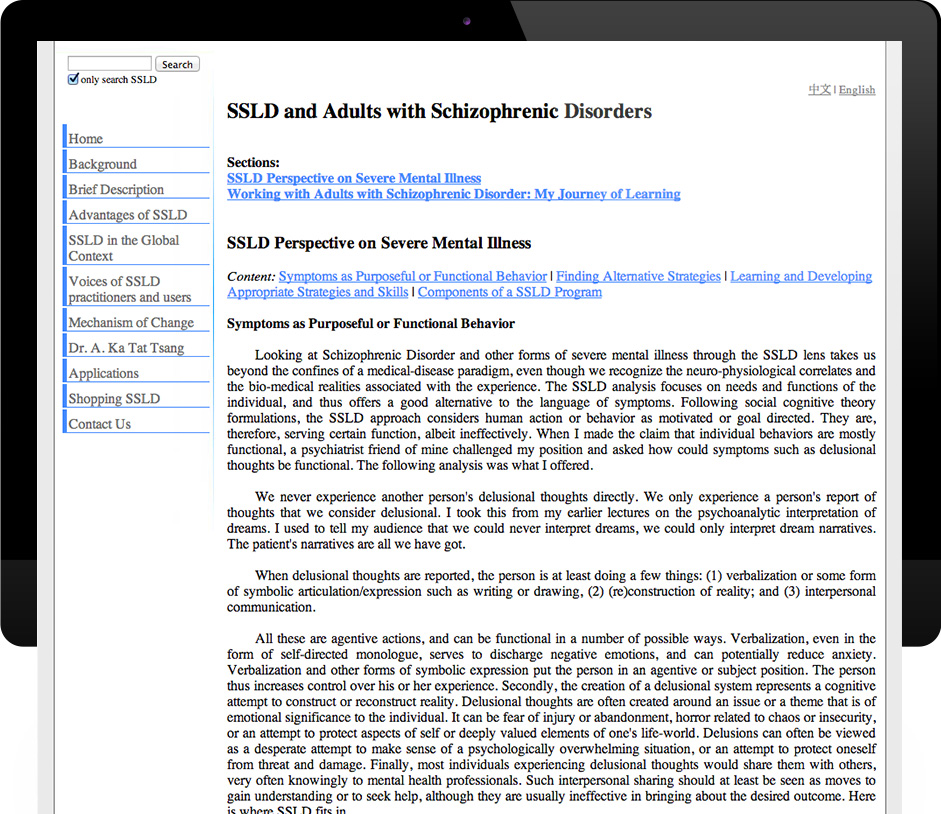 Search
only search SSLD
中文 | English
Home
Background
Brief Description
Advantages of SSLD
SSLD in the Global
Context
Voices of SSLD
practitioners and users
Mechanism of Change
Dr. A. Ka Tat Tsang
Applications
Shopping SSLD
Contact Us
SSLD and Adults with Schizophrenic Disorders
Sections:
SSLD Perspective on Severe Mental Illness
Working with Adults with Schizophrenic Disorder: My Journey of Learning
SSLD Perspective on Severe Mental Illness
Content: Symptoms as Purposeful or Functional Behavior | Finding Alternative Strategies | Learning and Developing
Appropriate Strategies and Skills | Components of a SSLD Program
Symptoms as Purposeful or Functional Behavior
Looking at Schizophrenic Disorder and other forms of severe mental illness through the SSLD lens takes us
beyond the confines of a medical-disease paradigm, even though we recognize the neuro-physiological correlates and
the bio-medical realities associated with the experience. The SSLD analysis focuses on needs and functions of the
individual, and thus offers a good alternative to the language of symptoms. Following social cognitive theory
formulations, the SSLD approach considers human action or behavior as motivated or goal directed. They are,
therefore, serving certain function, albeit ineffectively. When I made the claim that individual behaviors are mostly
functional, a psychiatrist friend of mine challenged my position and asked how could symptoms such as delusional
thoughts be functional. The following analysis was what I offered.
We never experience another person's delusional thoughts directly. We only experience a person's report of
thoughts that we consider delusional. I took this from my earlier lectures on the psychoanalytic interpretation of
dreams. I used to tell my audience that we could never interpret dreams, we could only interpret dream narratives.
The patient's narratives are all we have got.
When delusional thoughts are reported, the person is at least doing a few things: (1) verbalization or some form
of symbolic articulation/expression such as writing or drawing, (2) (re)construction of reality; and (3) interpersonal
communication.
All these are agentive actions, and can be functional in a number of possible ways. Verbalization, even in the
form of self-directed monologue, serves to discharge negative emotions, and can potentially reduce anxiety.
Verbalization and other forms of symbolic expression put the person in an agentive or subject position. The person
thus increases control over his or her experience. Secondly, the creation of a delusional system represents a cognitive
attempt to construct or reconstruct reality. Delusional thoughts are often created around an issue or a theme that is of
emotional significance to the individual. It can be fear of injury or abandonment, horror related to chaos or insecurity,
or an attempt to protect aspects of self or deeply valued elements of one's life-world. Delusions can often be viewed
as a desperate attempt to make sense of a psychologically overwhelming situation, or an attempt to protect oneself
from threat and damage. Finally, most individuals experiencing delusional thoughts would share them with others,
very often knowingly to mental health professionals. Such interpersonal sharing should at least be seen as moves to
gain understanding or to seek help, although they are usually ineffective in bringing about the desired outcome. Here
is where SSLD fits in